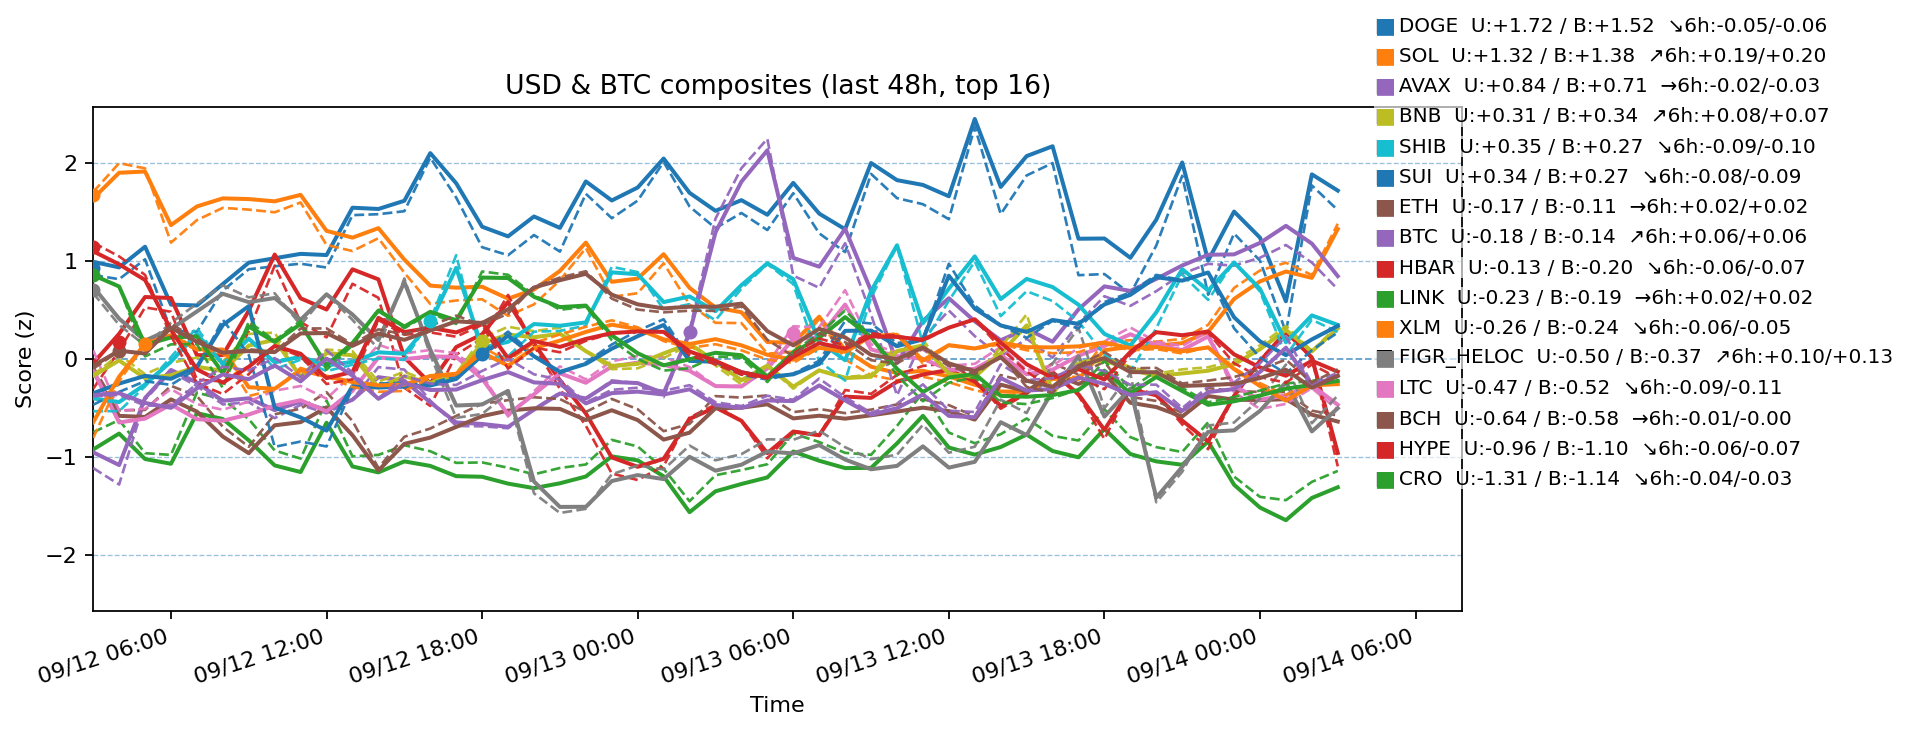 DOGE U:+1.72 / B:+1.52 ↘6h:-0.05/-0.06
SOL U:+1.32 / B:+1.38 ↗6h:+0.19/+0.20
USD & BTC composites (last 48h, top 16)
AVAX U:+0.84 / B:+0.71 →6h:-0.02/-0.03
BNB U:+0.31 / B:+0.34 ↗6h:+0.08/+0.07
SHIB U:+0.35 / B:+0.27 ↘6h:-0.09/-0.10
SUI U:+0.34 / B:+0.27 ↘6h:-0.08/-0.09
ETH U:-0.17 / B:-0.11 →6h:+0.02/+0.02
BTC U:-0.18 / B:-0.14 ↗6h:+0.06/+0.06
HBAR U:-0.13 / B:-0.20 ↘6h:-0.06/-0.07
LINK U:-0.23 / B:-0.19 →6h:+0.02/+0.02
XLM U:-0.26 / B:-0.24 ↘6h:-0.06/-0.05
FIGR_HELOC U:-0.50 / B:-0.37 ↗6h:+0.10/+0.13
LTC U:-0.47 / B:-0.52 ↘6h:-0.09/-0.11
BCH U:-0.64 / B:-0.58 →6h:-0.01/-0.00
HYPE U:-0.96 / B:-1.10 ↘6h:-0.06/-0.07
CRO U:-1.31 / B:-1.14 ↘6h:-0.04/-0.03
Score (z)
2
1
0
−1
−2
09/12 06:00
09/12 12:00
09/12 18:00
09/13 00:00
09/13 06:00
09/13 12:00
09/13 18:00
09/14 00:00
09/14 06:00
Time